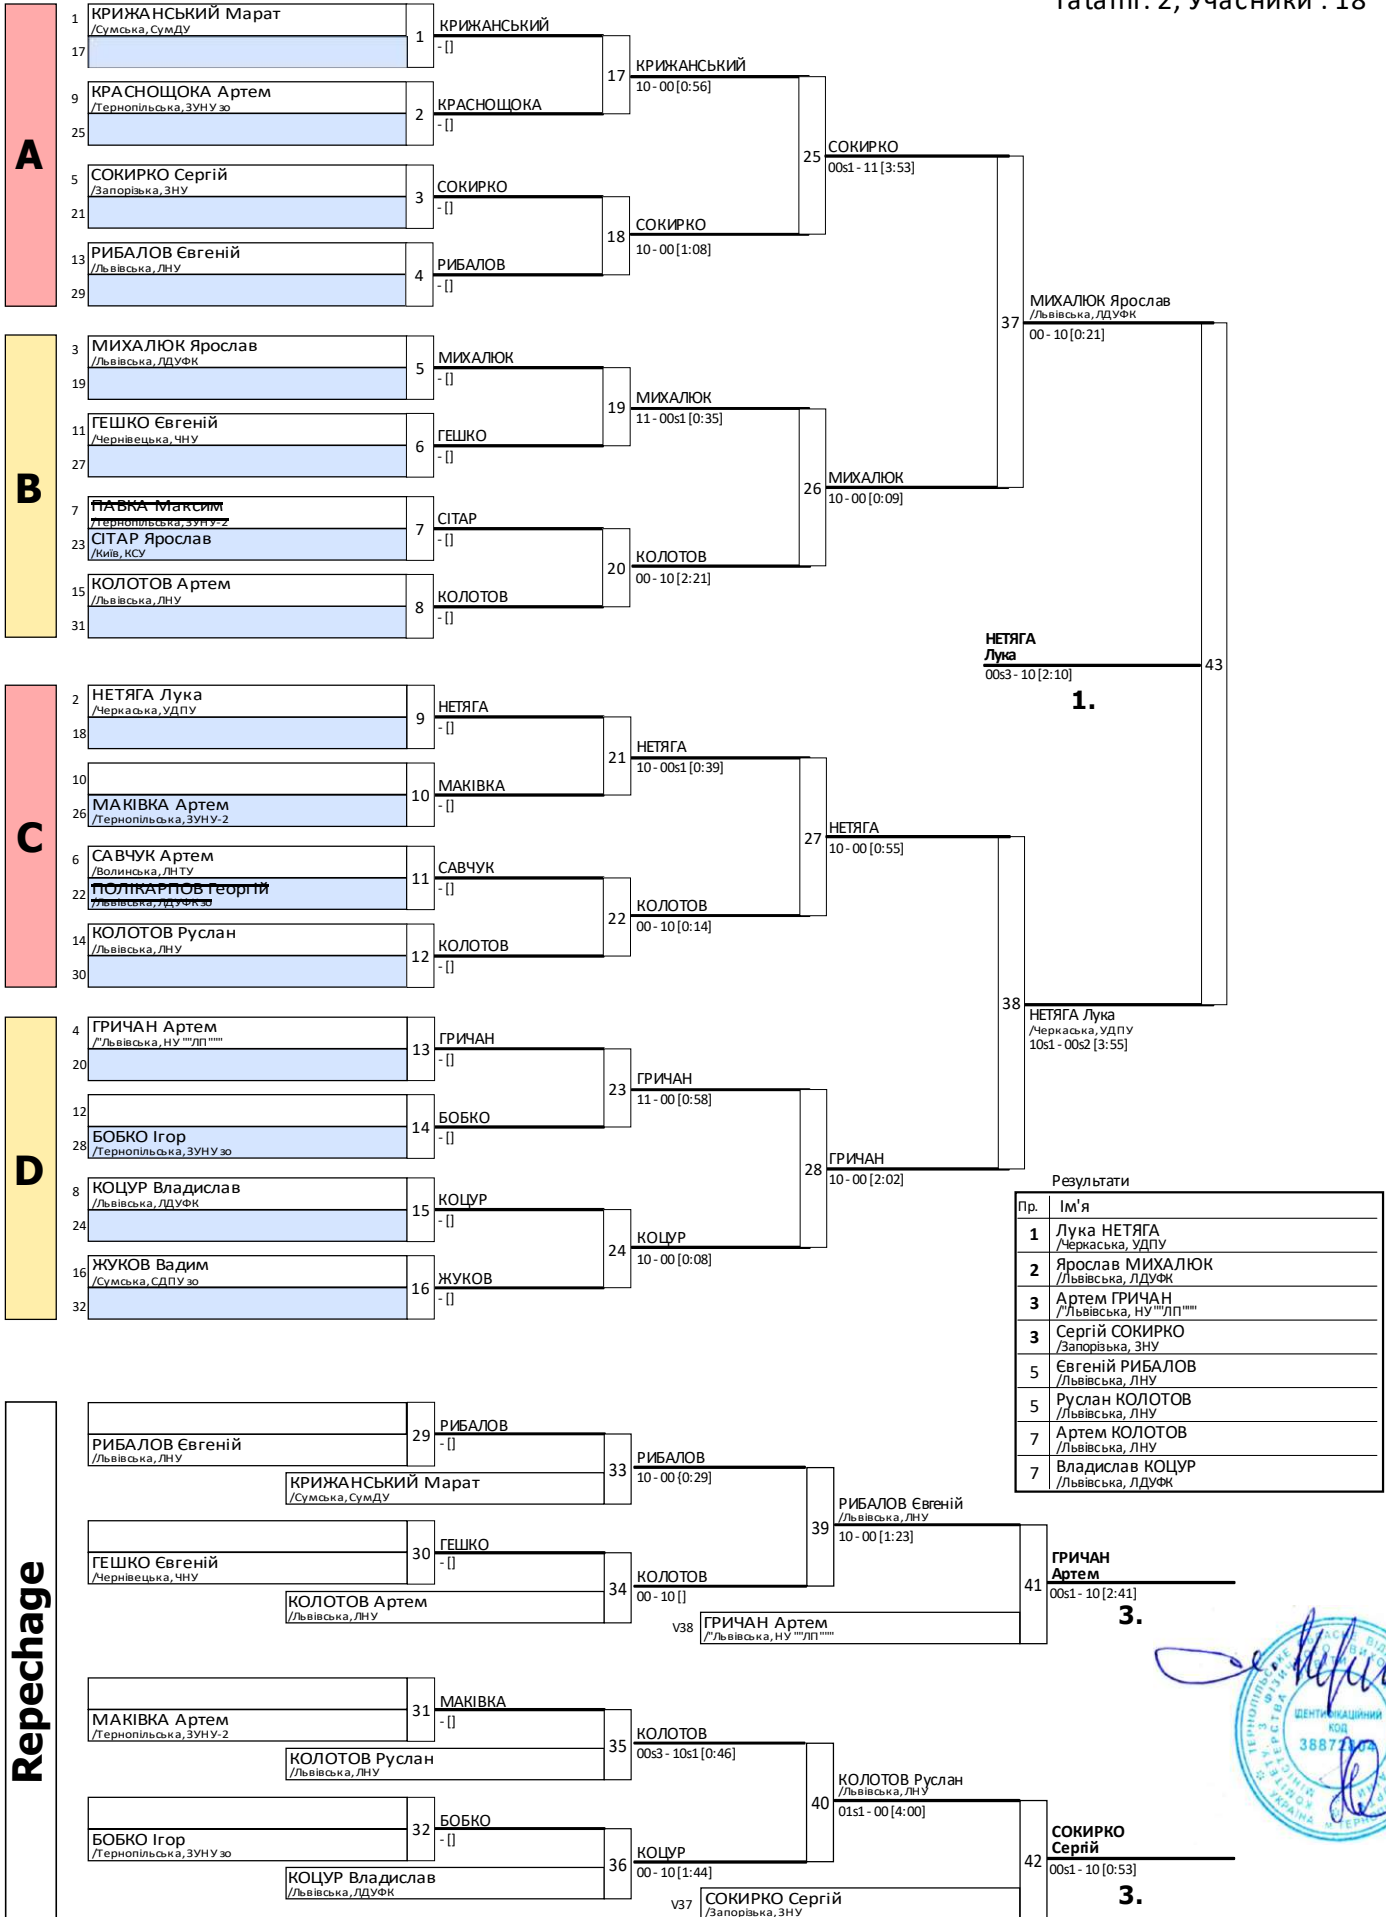 Tatamі: 2, Учасники : 18
A
1 КРИЖАНСЬКИЙ Марат
/Сумська, СумДУ
17
1 КРИЖАНСЬКИЙ
- []
9 КРАСНОЩОКА Артем
/Тернопільська, ЗУНУ зо
25
2 КРАСНОЩОКА
- []
17 КРИЖАНСЬКИЙ
10 - 00 [0:56]
5 СОКИРКО Сергій
/Запорізька, ЗНУ
21
3 СОКИРКО
- []
13 РИБАЛОВ Євгеній
/Львівська, ЛНУ
29
4 РИБАЛОВ
- []
18 СОКИРКО
10 - 00 [1:08]
25 СОКИРКО
00s1 - 11 [3:53]
B
3 МИХАЛЮК Ярослав
/Львівська, ЛДУФК
19
5 МИХАЛЮК
- []
11 ГЕШКО Євгеній
/Чернівецька, ЧНУ
27
6 ГЕШКО
- []
19 МИХАЛЮК
11 - 00s1 [0:35]
7 ПАВКА Максим
/Тернопільська, ЗУНУ-2
23 СІТАР Ярослав
/Київ, КСУ
7 СІТАР
- []
15 КОЛОТОВ Артем
/Львівська, ЛНУ
31
8 КОЛОТОВ
- []
20 КОЛОТОВ
00 - 10 [2:21]
26 МИХАЛЮК
10 - 00 [0:09]
37 МИХАЛЮК Ярослав
/Львівська, ЛДУФК
00 - 10 [0:21]
НЕТЯГА
Лука
00s3 - 10 [2:10]
43
1.
C
2 НЕТЯГА Лука
/Черкаська, УДПУ
18
9 НЕТЯГА
- []
10
26 МАКІВКА Артем
/Тернопільська, ЗУНУ-2
10 МАКІВКА
- []
21 НЕТЯГА
10 - 00s1 [0:39]
6 САВЧУК Артем
/Волинська, ЛНТУ
22 ПОЛІКАРПОВ Георгій
/Львівська, ЛДУФК зо
11 САВЧУК
- []
14 КОЛОТОВ Руслан
/Львівська, ЛНУ
30
12 КОЛОТОВ
- []
22 КОЛОТОВ
00 - 10 [0:14]
27 НЕТЯГА
10 - 00 [0:55]
D
4 ГРИЧАН Артем
/"Львівська, НУ ""ЛП"""
20
13 ГРИЧАН
- []
12
28 БОБКО Ігор
/Тернопільська, ЗУНУ зо
14 БОБКО
- []
23 ГРИЧАН
11 - 00 [0:58]
8 КОЦУР Владислав
/Львівська, ЛДУФК
24
15 КОЦУР
- []
16 ЖУКОВ Вадим
/Сумська, СДПУ зо
32
16 ЖУКОВ
- []
24 КОЦУР
10 - 00 [0:08]
28 ГРИЧАН
10 - 00 [2:02]
38 НЕТЯГА Лука
/Черкаська, УДПУ
10s1 - 00s2 [3:55]
Результати
Пр. Ім'я
1 Лука НЕТЯГА
/Черкаська, УДПУ
2 Ярослав МИХАЛЮК
/Львівська, ЛДУФК
3 Артем ГРИЧАН
/"Львівська, НУ ""ЛП"""
3 Сергій СОКИРКО
/Запорізька, ЗНУ
5 Євгеній РИБАЛОВ
/Львівська, ЛНУ
5 Руслан КОЛОТОВ
/Львівська, ЛНУ
7 Артем КОЛОТОВ
/Львівська, ЛНУ
7 Владислав КОЦУР
/Львівська, ЛДУФК
Repechage
РИБАЛОВ Євгеній
/Львівська, ЛНУ
29 РИБАЛОВ
- []
КРИЖАНСЬКИЙ Марат
/Сумська, СумДУ
33 РИБАЛОВ
10 - 00 {0:29]
ГЕШКО Євгеній
/Чернівецька, ЧНУ
30 ГЕШКО
- []
КОЛОТОВ Артем
/Львівська, ЛНУ
34 КОЛОТОВ
00 - 10 []
39 РИБАЛОВ Євгеній
/Львівська, ЛНУ
10 - 00 [1:23]
V38 ГРИЧАН Артем
/"Львівська, НУ ""ЛП"""
41 ГРИЧАН
Артем
00s1 - 10 [2:41]
3.
МАКІВКА Артем
/Тернопільська, ЗУНУ-2
31 МАКІВКА
- []
КОЛОТОВ Руслан
/Львівська, ЛНУ
35 КОЛОТОВ
00s3 - 10s1 [0:46]
БОБКО Ігор
/Тернопільська, ЗУНУ зо
32 БОБКО
- []
КОЦУР Владислав
/Львівська, ЛДУФК
36 КОЦУР
00 - 10 [1:44]
40 КОЛОТОВ Руслан
/Львівська, ЛНУ
01s1 - 00 [4:00]
V37 СОКИРКО Сергій
/Запорізька, ЗНУ
42 СОКИРКО
Сергій
00s1 - 10 [0:53]
3.
ІДЕНТИФІКАЦІЙНИЙ
КОД